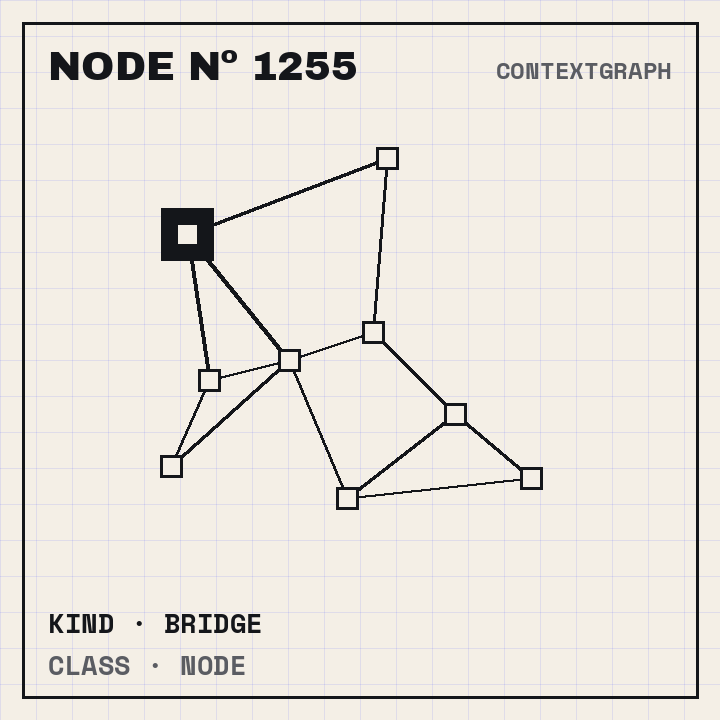 NODE Nº 1255
CONTEXTGRAPH
KIND · BRIDGE
CLASS · NODE